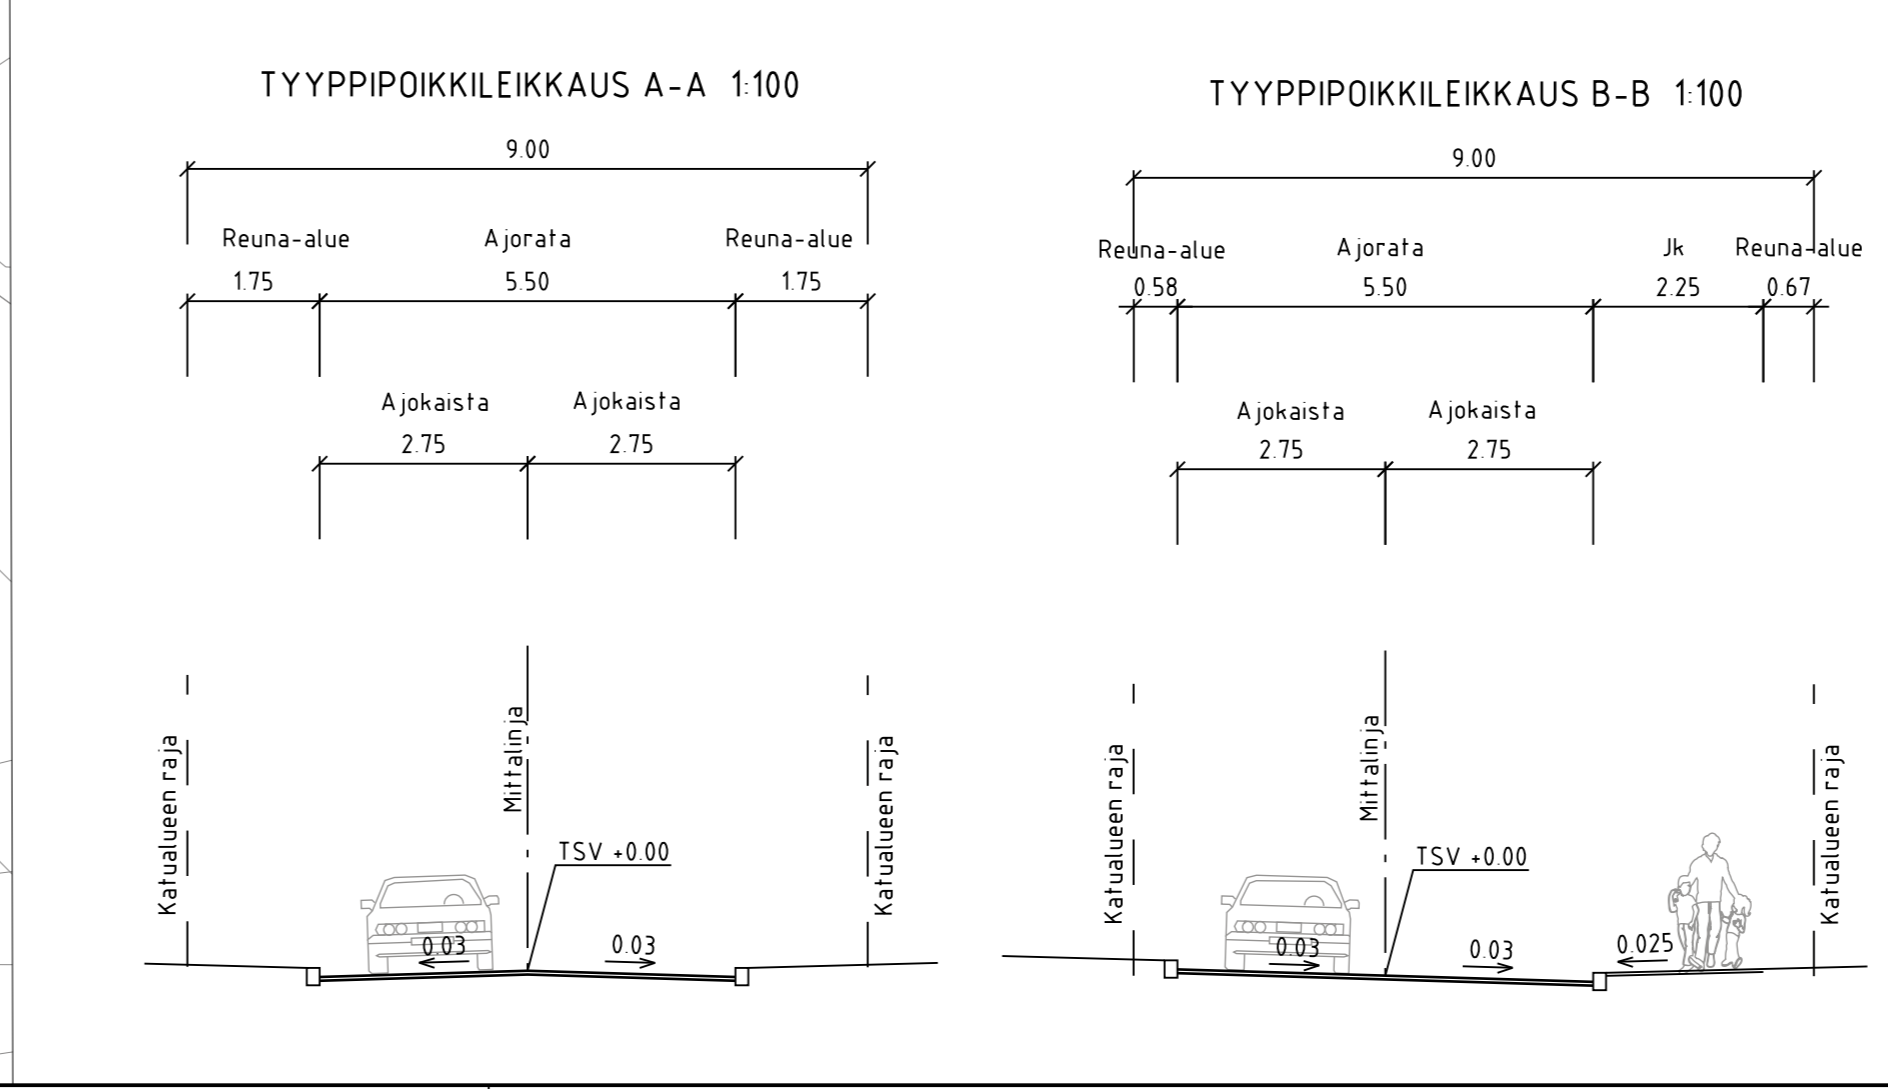 TYYPPIPOIKKILEIKKAUS A-A 1:100
9.00
Reuna-alue Ajorata Reuna-alue
1.75 5.50 1.75
Ajokaista Ajokaista
2.75 2.75
Katualueen raja
Mittalinja
Katualueen raja
TSV +0.00
0.03 0.03
TYYPPIPOIKKILEIKKAUS B-B 1:100
9.00
Reuna-alue Ajorata Jk Reuna-alue
0.58 5.50 2.25 0.67
Ajokaista Ajokaista
2.75 2.75
Katualueen raja
Mittalinja
Katualueen raja
TSV +0.00
0.03 0.03 0.025